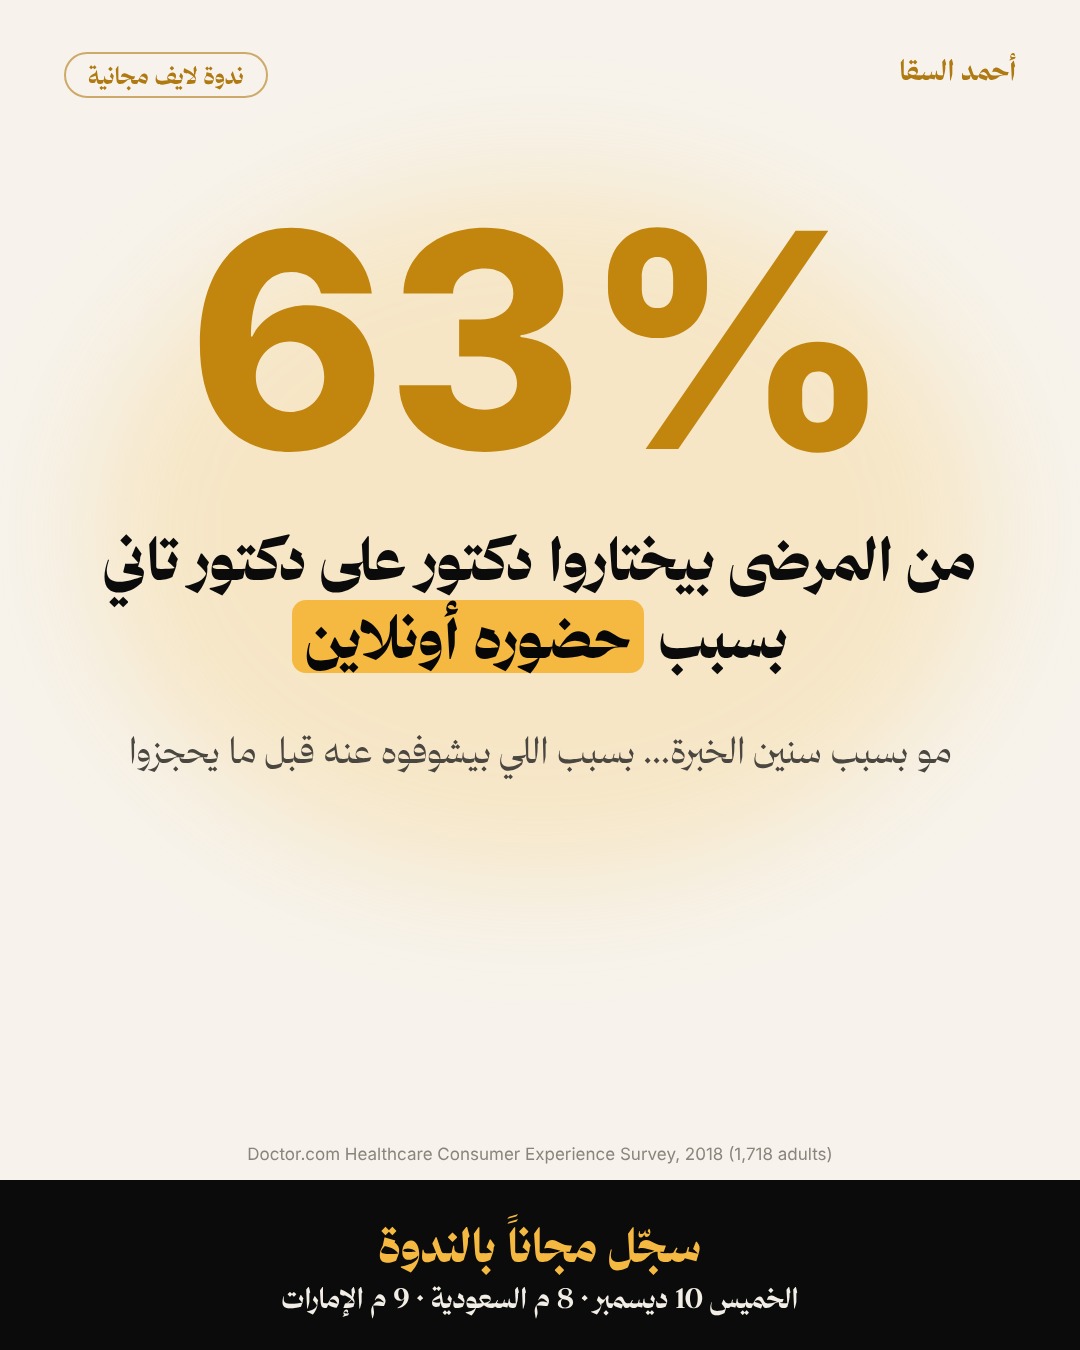 أحمد السقا
ندوة لايف مجانية
63%
من المرضى بيختاروا دكتور على دكتور تاني
بسبب حضوره أونلاين
مو بسبب سنين الخبرة... بسبب اللي بيشوفوه عنه قبل ما يحجزوا
Doctor.com Healthcare Consumer Experience Survey, 2018 (1,718 adults)
سجّل مجاناً بالندوة
الخميس 10 ديسمبر · 8 م السعودية · 9 م الإمارات